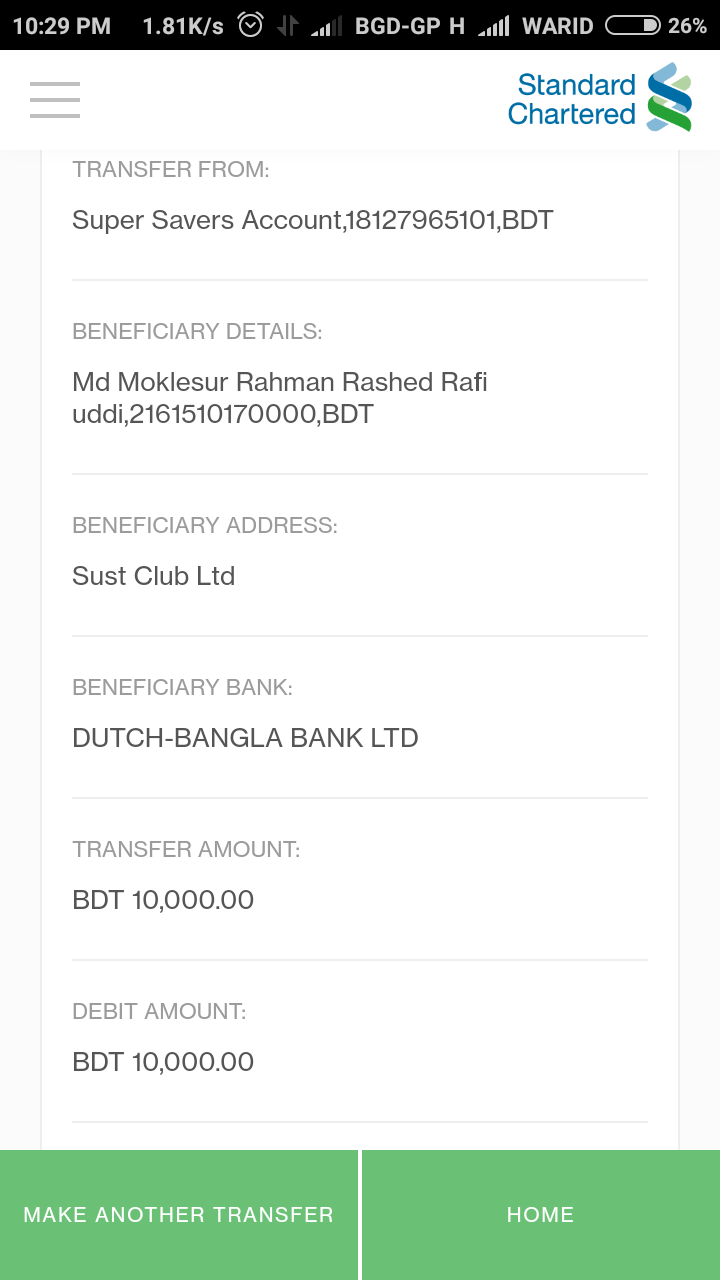 10:29 PM 1.81K/s BGD-GP H WARID 26%
Standard
Chartered
TRANSFER FROM:
Super Savers Account,18127965101,BDT
BENEFICIARY DETAILS:
Md Moklesur Rahman Rashed Rafi
uddi,2161510170000,BDT
BENEFICIARY ADDRESS:
Sust Club Ltd
BENEFICIARY BANK:
DUTCH-BANGLA BANK LTD
TRANSFER AMOUNT:
BDT 10,000.00
DEBIT AMOUNT:
BDT 10,000.00
MAKE ANOTHER TRANSFER HOME